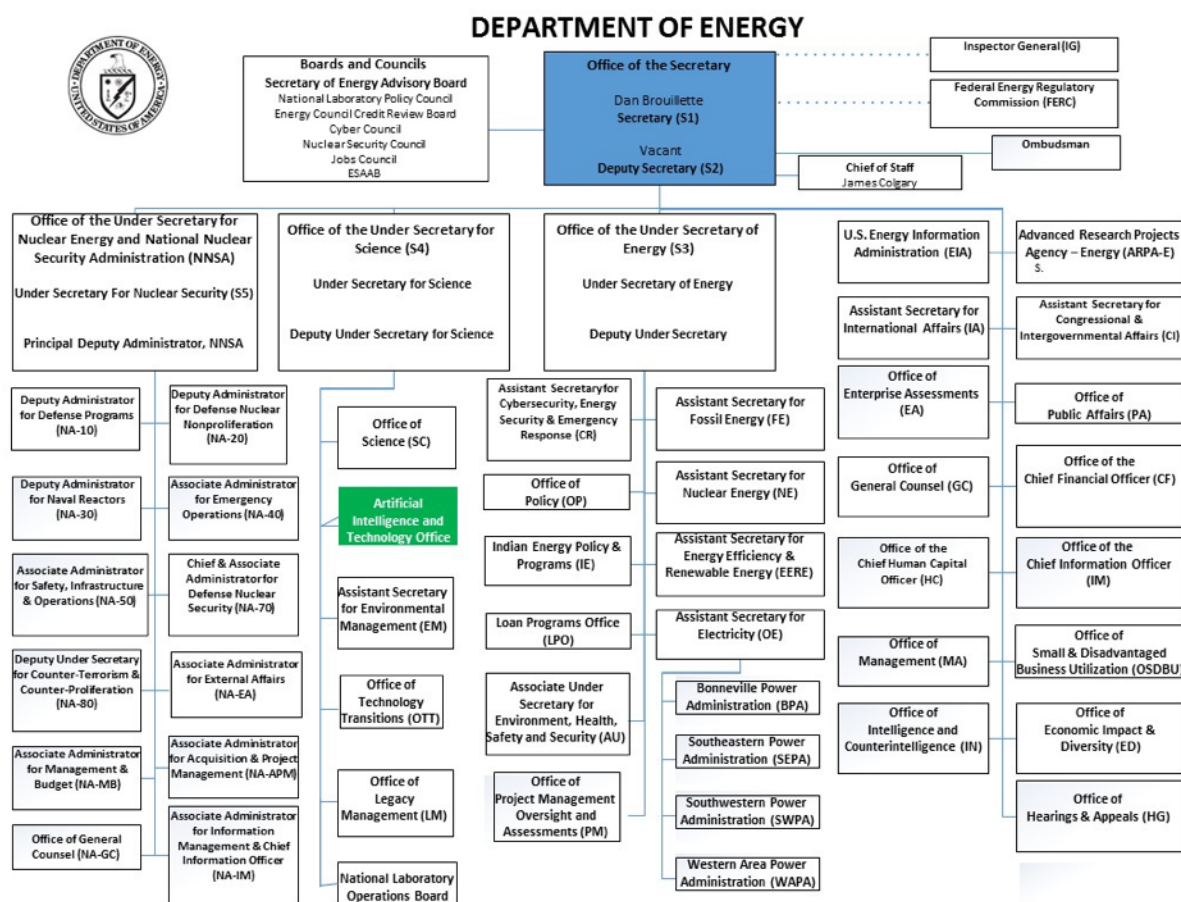 DEPARTMENT OF ENERGY
DEPARTMENT OF ENERGY
UNITED STATES OF AMERICA
Boards and Councils
Secretary of Energy Advisory Board
National Laboratory Policy Council
Energy Council Credit Review Board
Cyber Council
Nuclear Security Council
Jobs Council
ESAAB
Office of the Secretary
Dan Brouillette
Secretary (S1)
Vacant
Deputy Secretary (S2)
Inspector General (IG)
Federal Energy Regulatory
Commission (FERC)
Ombudsman
Chief of Staff
James Colgary
Office of the Under Secretary for
Nuclear Energy and National Nuclear
Security Administration (NNSA)
Under Secretary For Nuclear Security (S5)
Principal Deputy Administrator, NNSA
Office of the Under Secretary for
Science (S4)
Under Secretary for Science
Deputy Under Secretary for Science
Office of the Under Secretary of
Energy (S3)
Under Secretary of Energy
Deputy Under Secretary
U.S. Energy Information
Administration (EIA)
Advanced Research Projects
Agency – Energy (ARPA-E)
S.
Assistant Secretary for
International Affairs (IA)
Assistant Secretary for
Congressional &
Intergovernmental Affairs (CI)
Office of
Enterprise Assessments
(EA)
Office of
Public Affairs (PA)
Office of
General Counsel (GC)
Office of the
Chief Financial Officer (CF)
Office of the
Chief Human Capital
Officer (HC)
Office of the
Chief Information Officer
(IM)
Office of
Management (MA)
Office of
Small & Disadvantaged
Business Utilization (OSDBU)
Office of
Intelligence and
Counterintelligence (IN)
Office of
Economic Impact &
Diversity (ED)
Office of
Hearings & Appeals (HG)
Deputy Administrator
for Defense Programs
(NA-10)
Deputy Administrator
for Defense Nuclear
Nonproliferation
(NA-20)
Deputy Administrator
for Naval Reactors
(NA-30)
Associate Administrator
for Emergency
Operations (NA-40)
Associate Administrator
for Safety, Infrastructure
& Operations (NA-50)
Chief & Associate
Administrator for
Defense Nuclear
Security (NA-70)
Deputy Under Secretary
for Counter-Terrorism &
Counter-Proliferation
(NA-80)
Associate Administrator
for External Affairs
(NA-EA)
Associate Administrator
for Management &
Budget (NA-MB)
Associate Administrator
for Acquisition & Project
Management (NA-APM)
Office of General
Counsel (NA-GC)
Associate Administrator
for Information
Management & Chief
Information Officer
(NA-IM)
Office of
Science (SC)
Artificial
Intelligence and
Technology Office
Assistant Secretary
for Environmental
Management (EM)
Office of
Technology
Transitions (OTT)
Office of
Legacy
Management (LM)
National Laboratory
Operations Board
Assistant Secretary for
Cybersecurity, Energy
Security & Emergency
Response (CR)
Assistant Secretary for
Fossil Energy (FE)
Office of
Policy (OP)
Assistant Secretary for
Nuclear Energy (NE)
Indian Energy Policy &
Programs (IE)
Assistant Secretary for
Energy Efficiency &
Renewable Energy (EERE)
Loan Programs Office
(LPO)
Assistant Secretary for
Electricity (OE)
Associate Under
Secretary for
Environment, Health,
Safety and Security (AU)
Office of
Project Management
Oversight and
Assessments (PM)
Bonneville Power
Administration (BPA)
Southeastern Power
Administration (SEPA)
Southwestern Power
Administration (SWPA)
Western Area Power
Administration (WAPA)